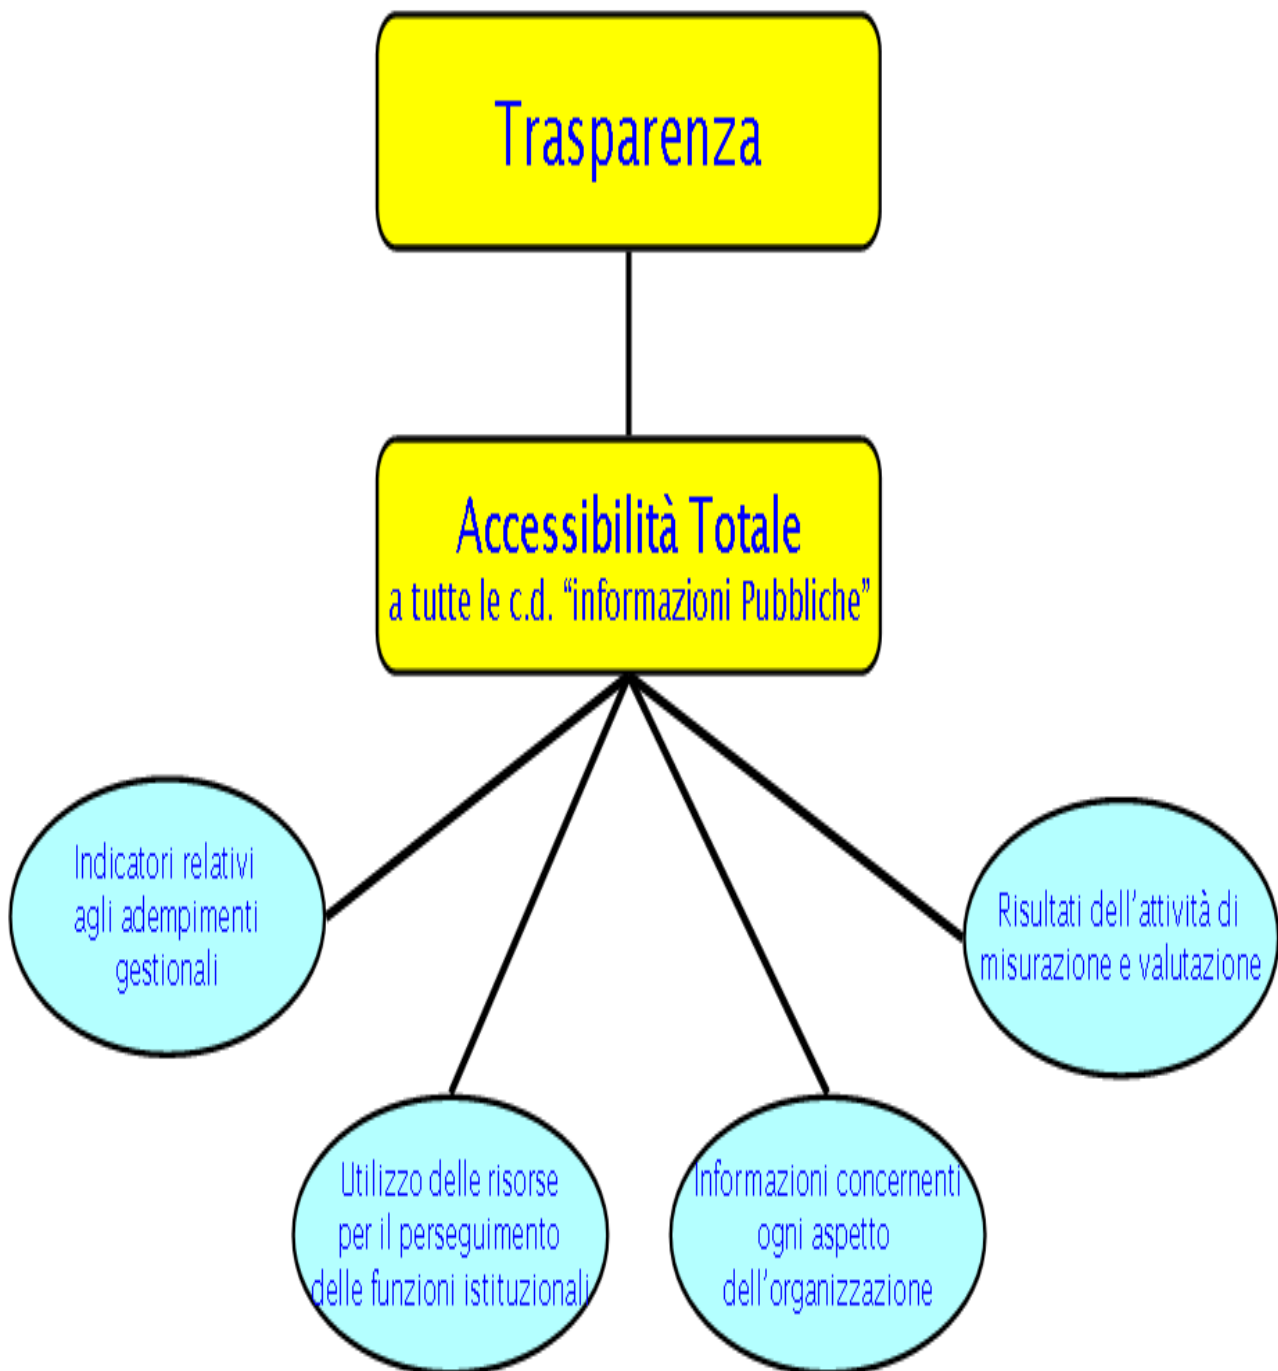 Trasparenza
Accessibilità Totale
a tutte le c.d. “informazioni Pubbliche”
Indicatori relativi
agli adempimenti
gestionali
Risultati dell’attività di
misurazione e valutazione
Utilizzo delle risorse
per il perseguimento
delle funzioni istituzionali
Informazioni concernenti
ogni aspetto
dell’organizzazione